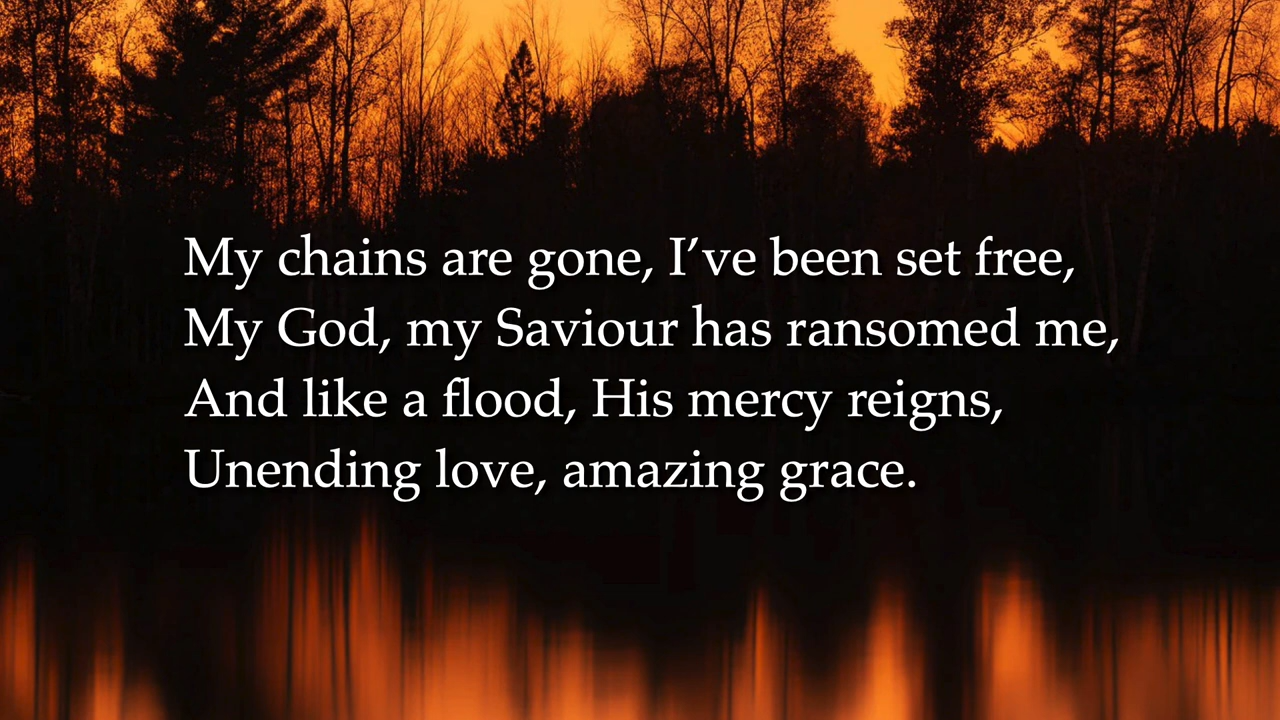 My chains are gone, I’ve been set free,
My God, my Saviour has ransomed me,
And like a flood, His mercy reigns,
Unending love, amazing grace.